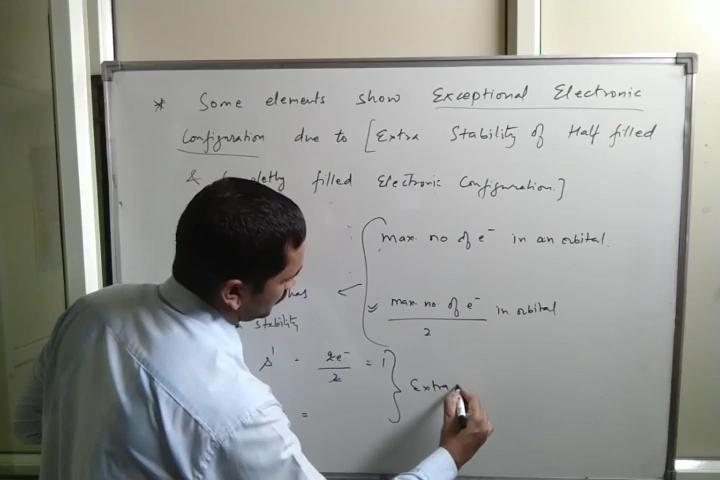 * Some elements show Exceptional Electronic
Configuration due to [Extra Stability of Half filled
& filled Electronic Configuration.]
max. no of e⁻ in an orbital.
has
max. no. of e⁻ / 2 in orbital
stability
s¹ - 2e⁻ / 2 = 1 } Extra
=